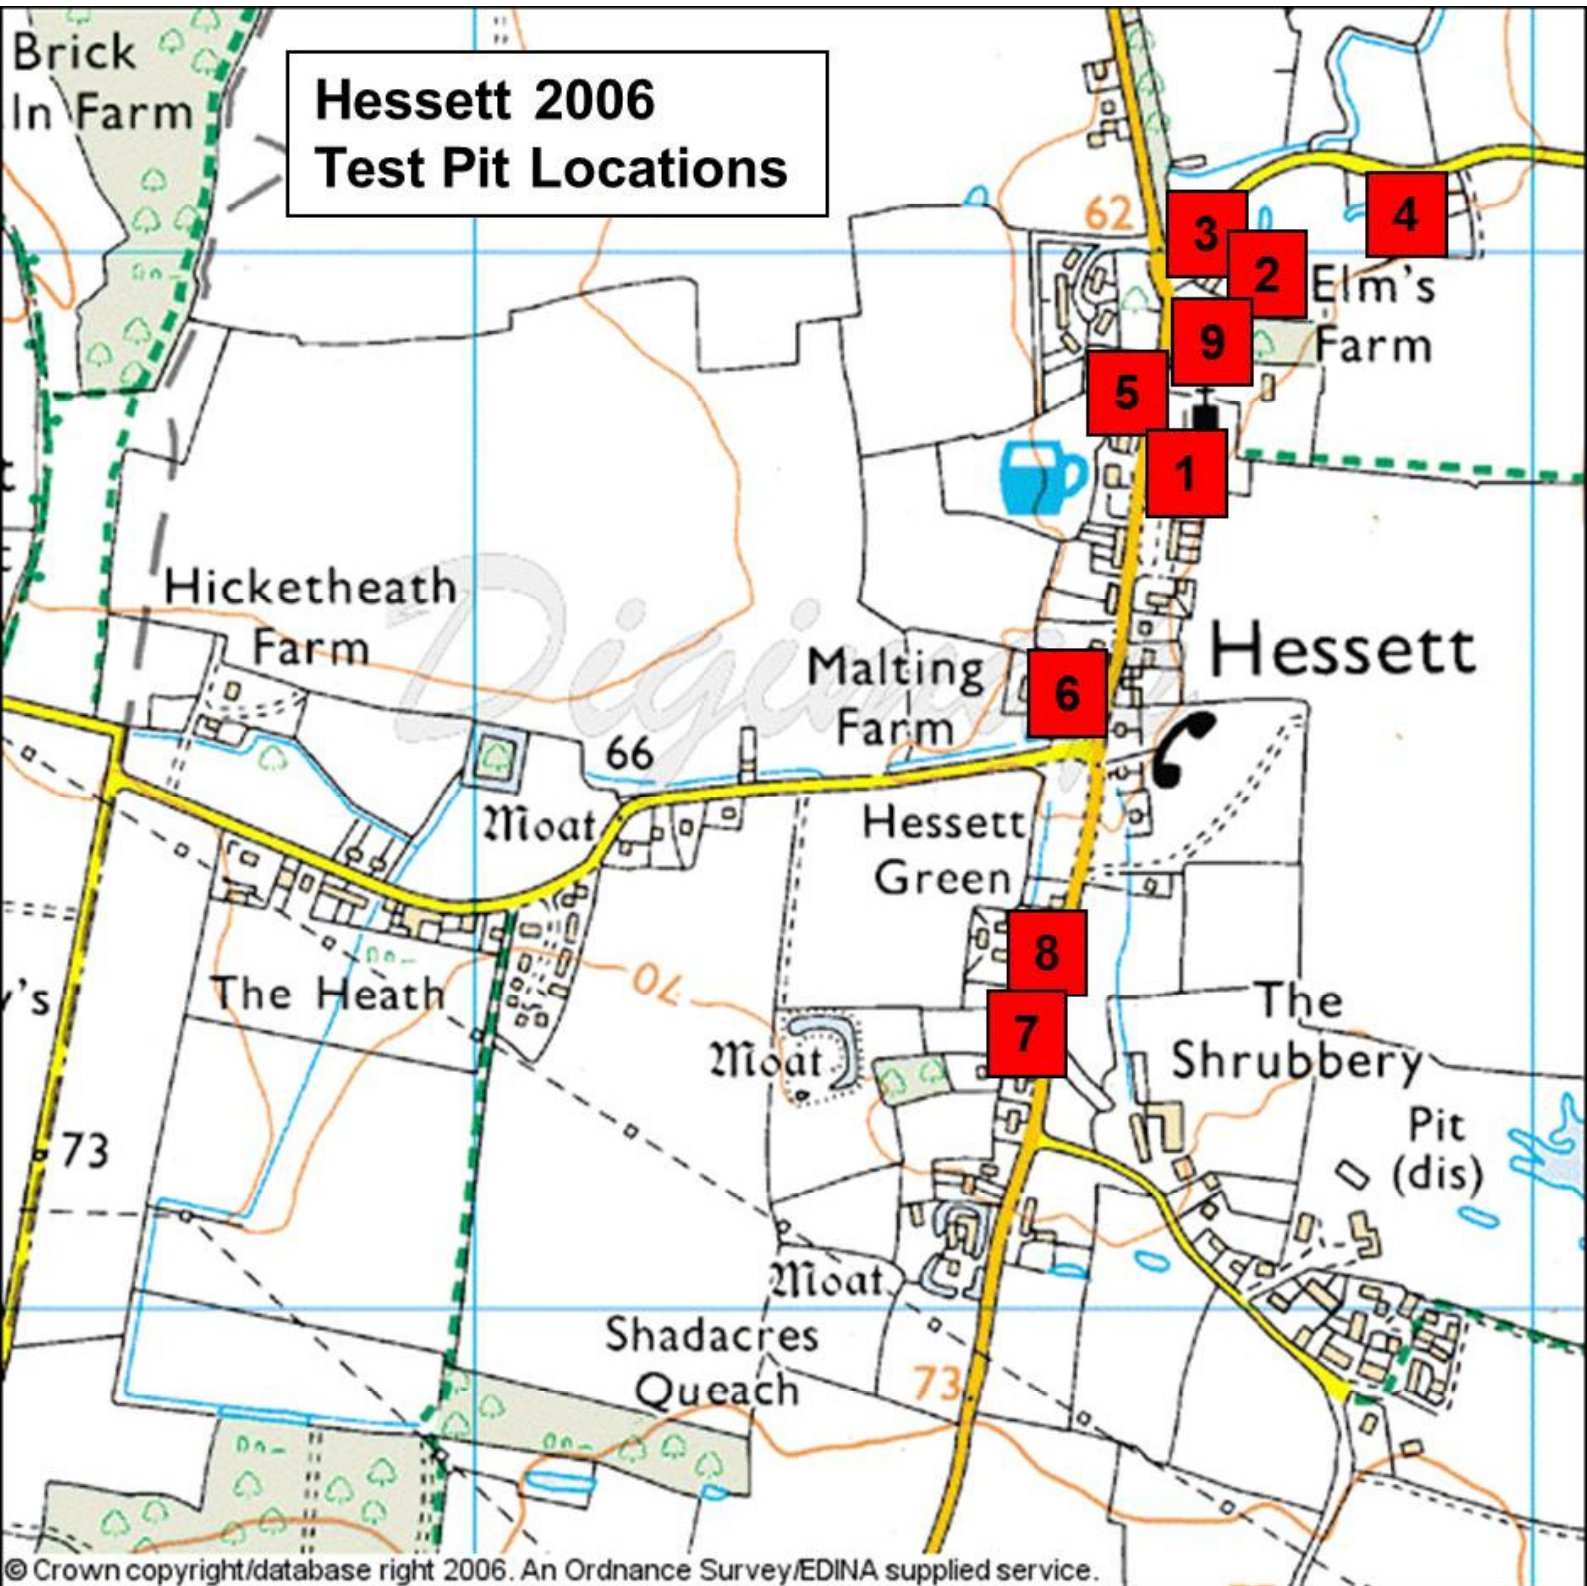 Brick
In Farm
Hessett 2006
Test Pit Locations
62
3
4
2
Elm's
Farm
9
5
1
t
t
Hicketheath
Farm
Digim
Malting
Farm
Hessett
6
66
Moat
Hessett
Green
8
The Heath
70
y's
7
The
Shrubbery
Moat
73
Pit
(dis)
Moat
Shadacres
Queach
73
© Crown copyright/database right 2006. An Ordnance Survey/EDINA supplied service.